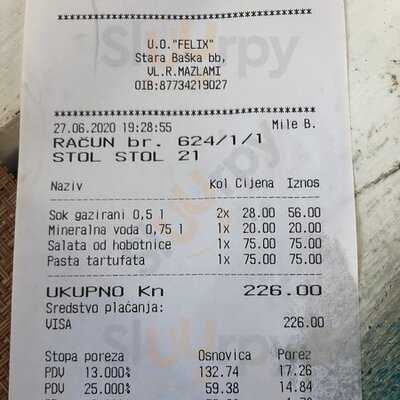 ****************************************
U.O."FELIX"
Stara Baška bb,
VL.R.MAZLAMI
OIB:87734219027
****************************************
27.06.2020 19:28:55 Mile B.
RAČUN br. 624/1/1
STOL STOL 21
Naziv Kol Cijena Iznos
Sok gazirani 0,5 l 2x 28.00 56.00
Mineralna voda 0,75 l 1x 20.00 20.00
Salata od hobotnice 1x 75.00 75.00
Pasta tartufata 1x 75.00 75.00
UKUPNO Kn 226.00
Sredstvo plaćanja:
VISA 226.00
Stopa poreza Osnovica Porez
PDV 13.000% 132.74 17.26
PDV 25.000% 59.38 14.84